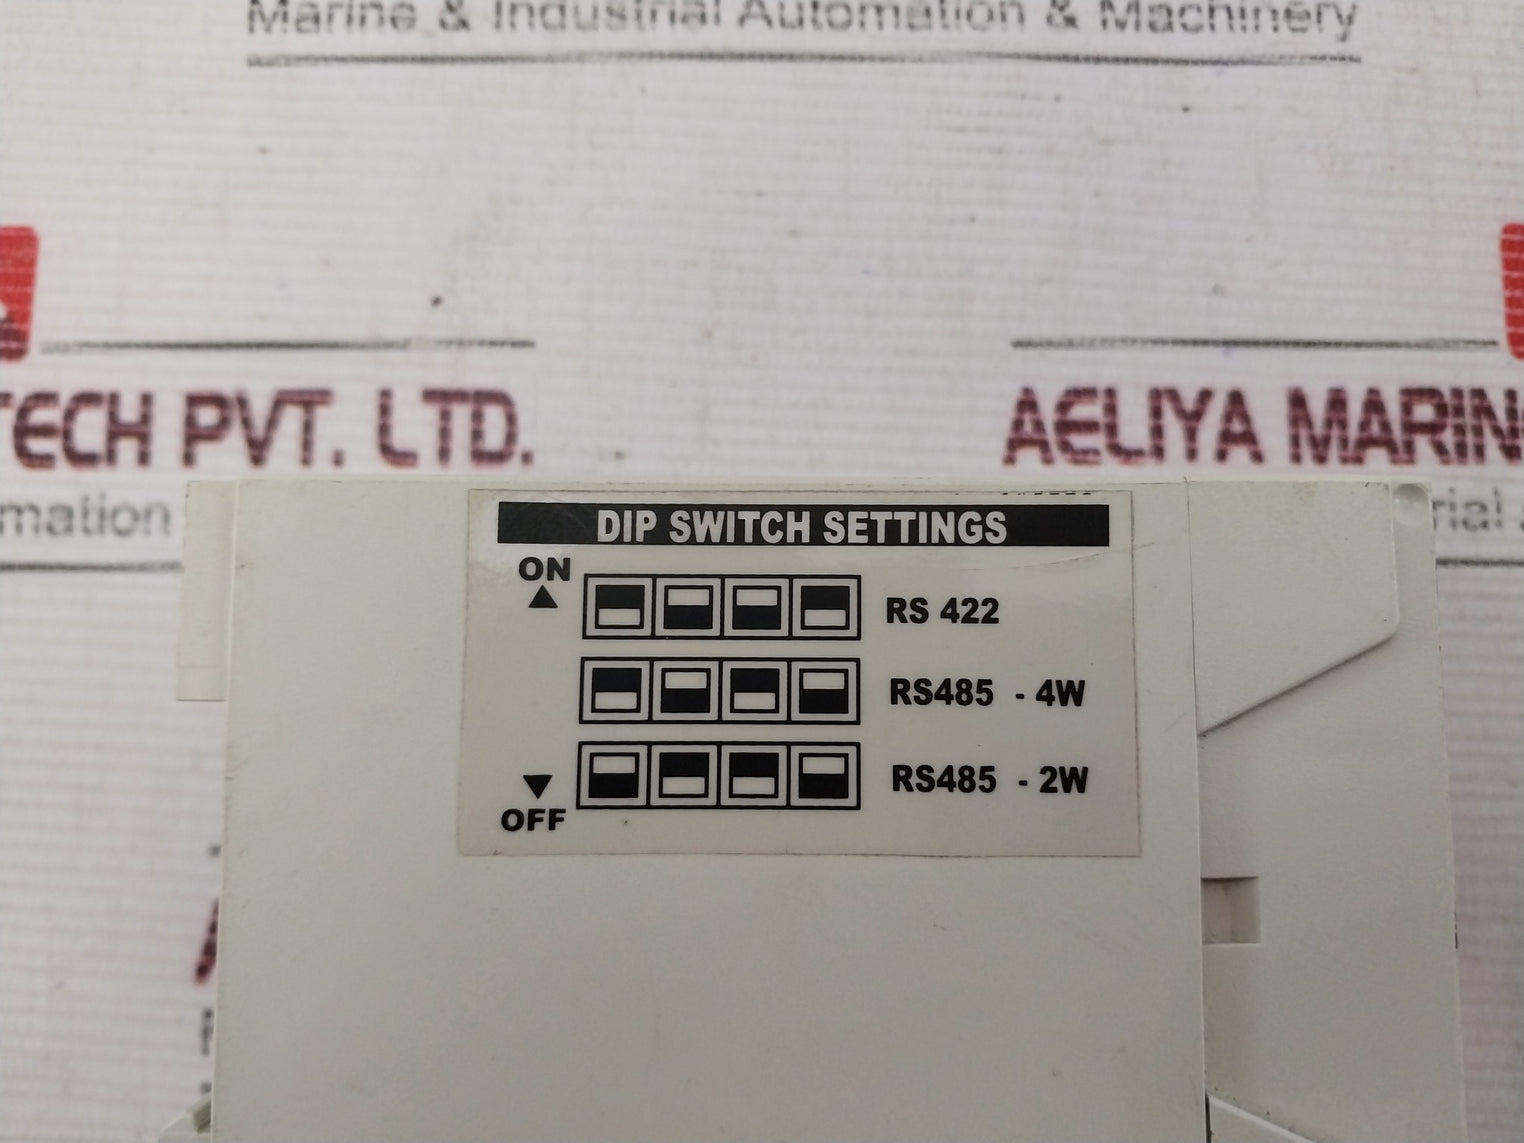 Marine & Industrial Automation & Machinery
TECH PVT. LTD.
AELIYA MARIN
mation
rial
DIP SWITCH SETTINGS
ON
RS 422
RS485 - 4W
RS485 - 2W
OFF